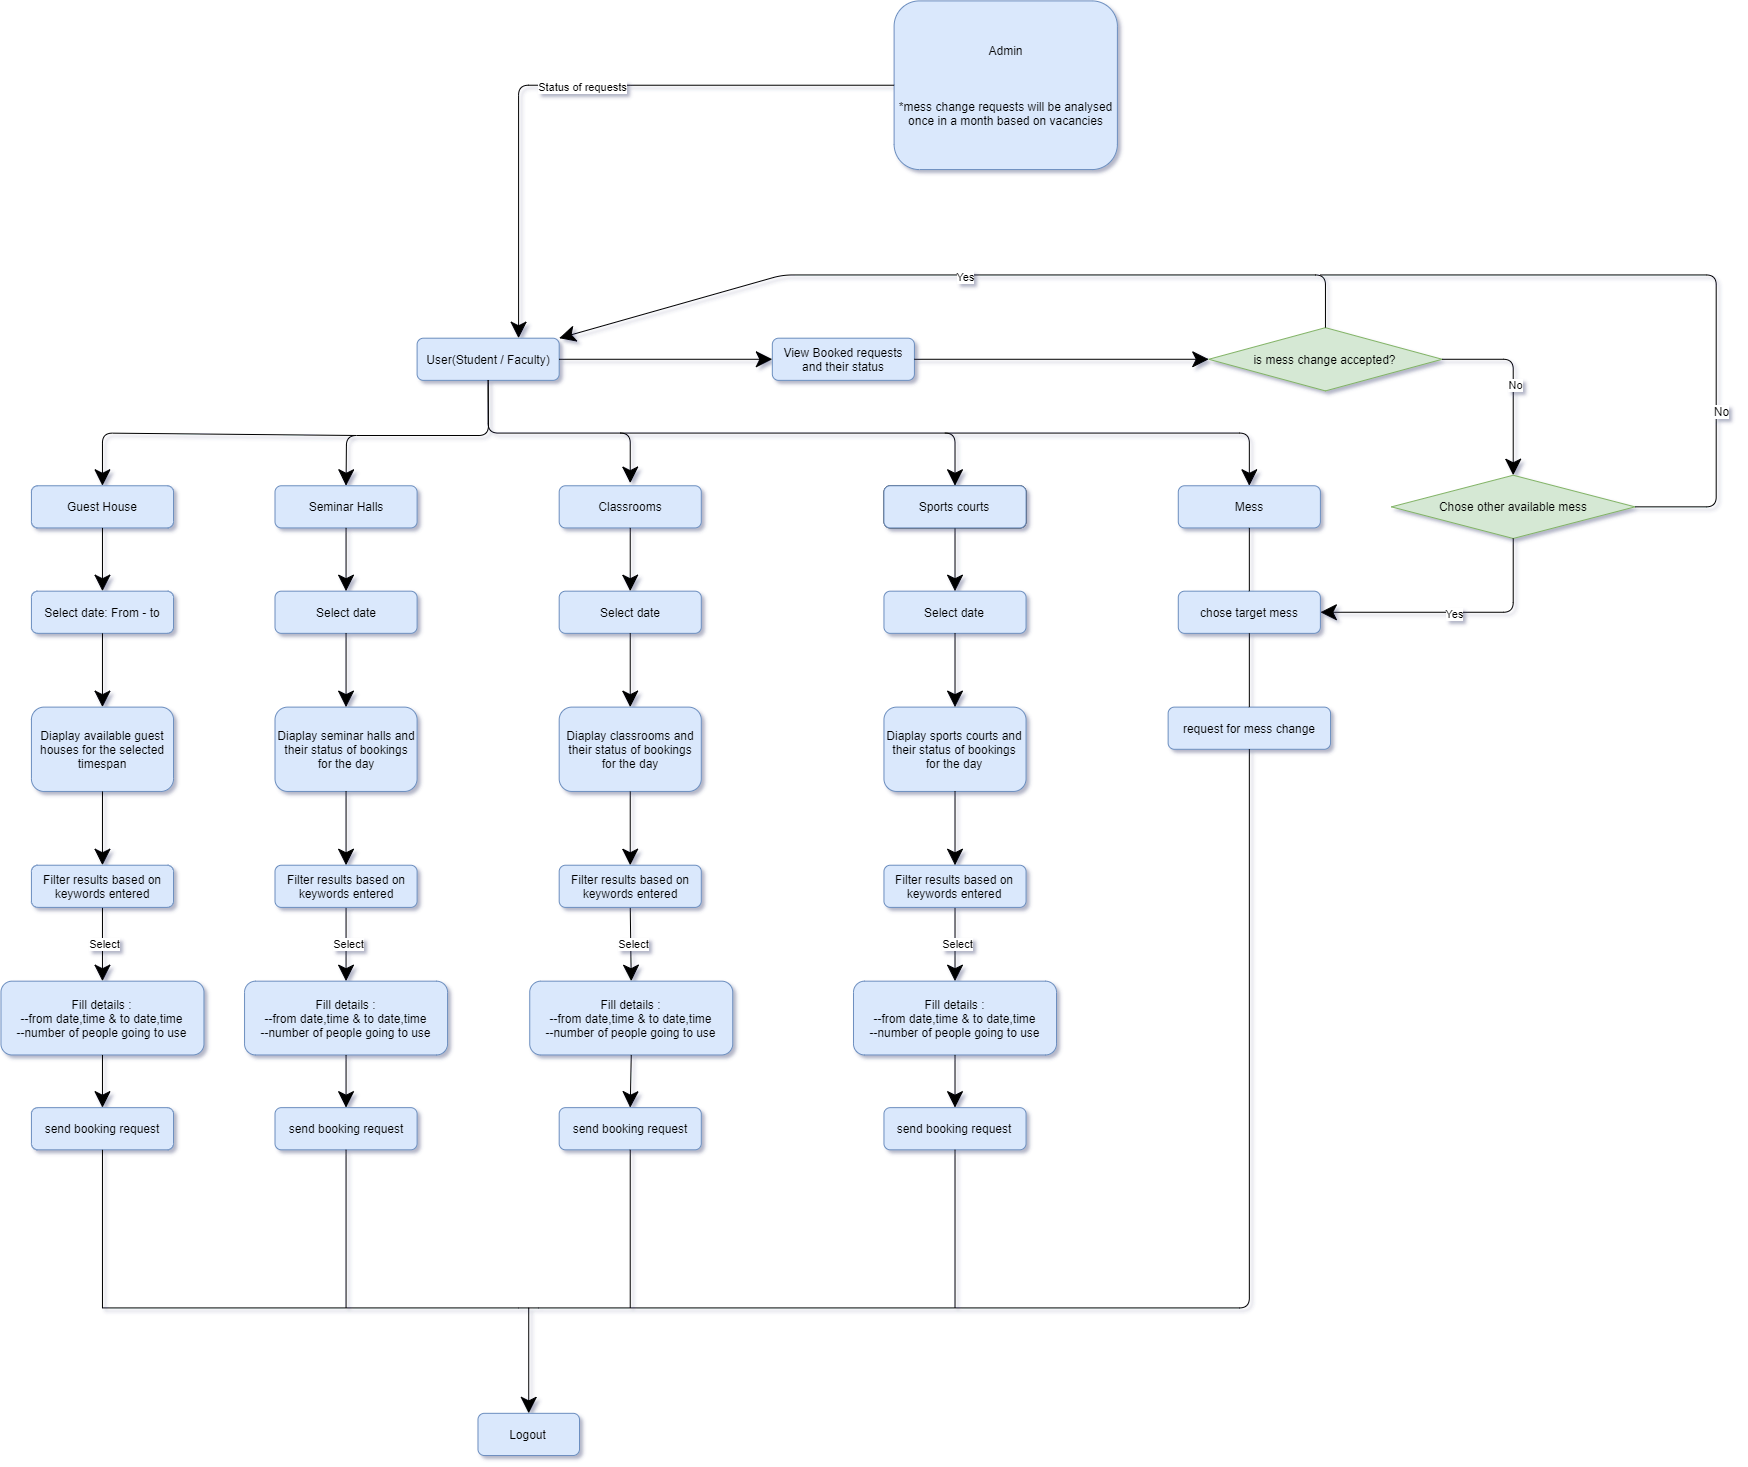 Admin
*mess change requests will be analysed
once in a month based on vacancies
Status of requests
Yes
User(Student / Faculty)
View Booked requests
and their status
is mess change accepted?
No
No
Guest House
Seminar Halls
Classrooms
Sports courts
Mess
Chose other available mess
Select date: From - to
Select date
Select date
Select date
chose target mess
Yes
Diaplay available guest
houses for the selected
timespan
Diaplay seminar halls and
their status of bookings
for the day
Diaplay classrooms and
their status of bookings
for the day
Diaplay sports courts and
their status of bookings
for the day
request for mess change
Filter results based on
keywords entered
Filter results based on
keywords entered
Filter results based on
keywords entered
Filter results based on
keywords entered
Select
Select
Select
Select
Fill details :
--from date,time & to date,time
--number of people going to use
Fill details :
--from date,time & to date,time
--number of people going to use
Fill details :
--from date,time & to date,time
--number of people going to use
Fill details :
--from date,time & to date,time
--number of people going to use
send booking request
send booking request
send booking request
send booking request
Logout